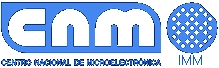 cnm
CENTRO NACIONAL DE MICROELECTRÓNICA
IMM